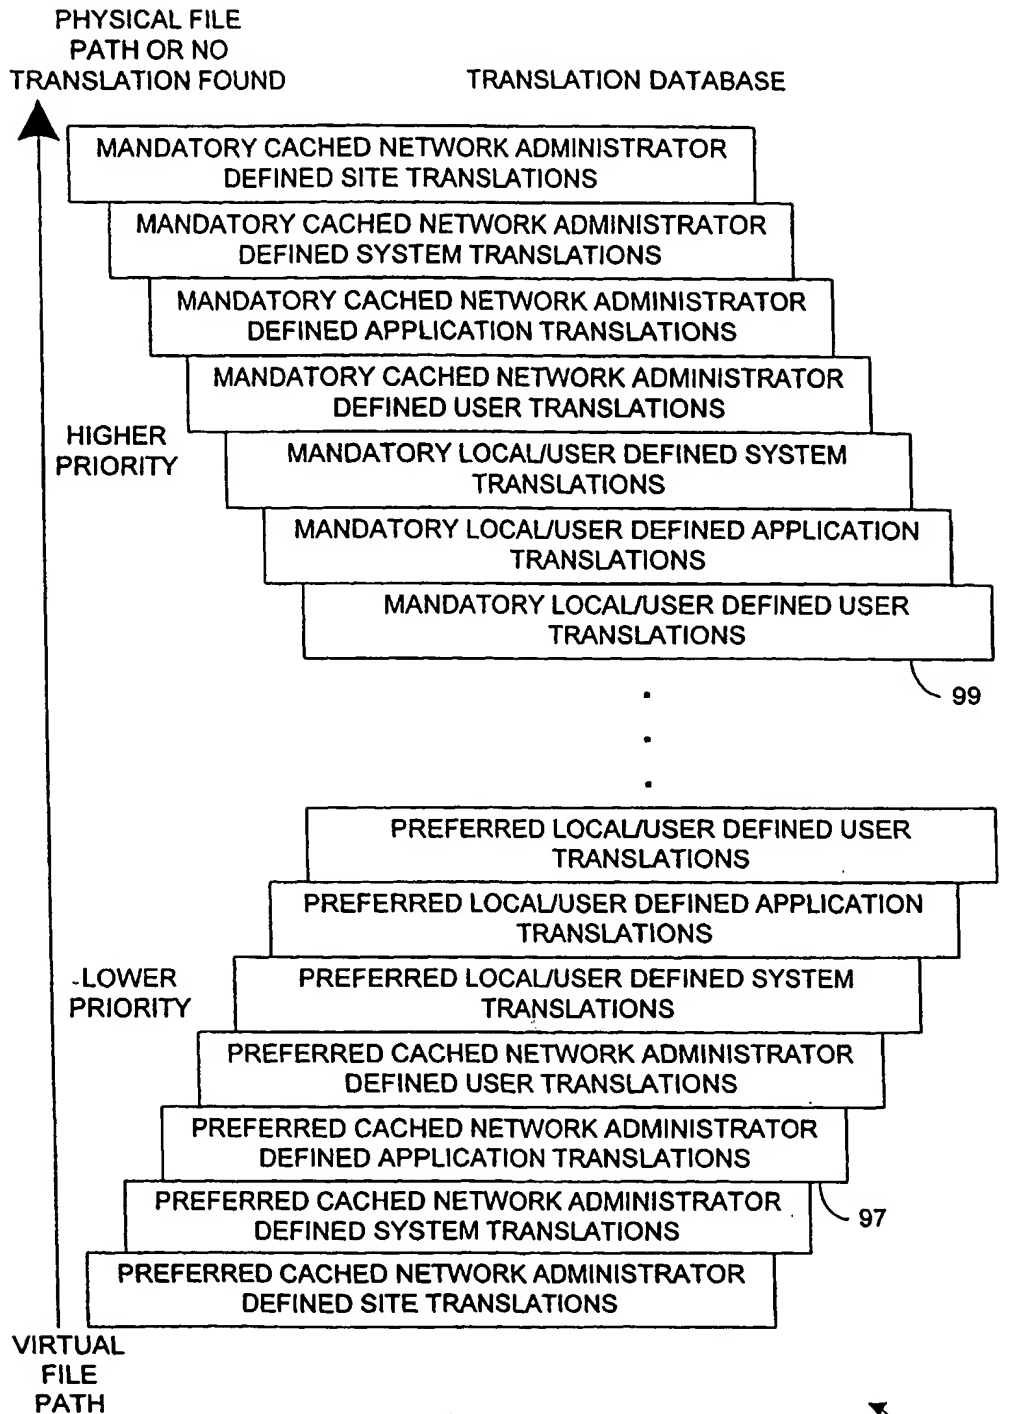 PHYSICAL FILE
PATH OR NO
TRANSLATION FOUND
TRANSLATION DATABASE
MANDATORY CACHED NETWORK ADMINISTRATOR
DEFINED SITE TRANSLATIONS
MANDATORY CACHED NETWORK ADMINISTRATOR
DEFINED SYSTEM TRANSLATIONS
MANDATORY CACHED NETWORK ADMINISTRATOR
DEFINED APPLICATION TRANSLATIONS
MANDATORY CACHED NETWORK ADMINISTRATOR
DEFINED USER TRANSLATIONS
HIGHER
PRIORITY
MANDATORY LOCAL/USER DEFINED SYSTEM
TRANSLATIONS
MANDATORY LOCAL/USER DEFINED APPLICATION
TRANSLATIONS
MANDATORY LOCAL/USER DEFINED USER
TRANSLATIONS
99
PREFERRED LOCAL/USER DEFINED USER
TRANSLATIONS
PREFERRED LOCAL/USER DEFINED APPLICATION
TRANSLATIONS
LOWER
PRIORITY
PREFERRED LOCAL/USER DEFINED SYSTEM
TRANSLATIONS
PREFERRED CACHED NETWORK ADMINISTRATOR
DEFINED USER TRANSLATIONS
PREFERRED CACHED NETWORK ADMINISTRATOR
DEFINED APPLICATION TRANSLATIONS
97
PREFERRED CACHED NETWORK ADMINISTRATOR
DEFINED SYSTEM TRANSLATIONS
PREFERRED CACHED NETWORK ADMINISTRATOR
DEFINED SITE TRANSLATIONS
VIRTUAL
FILE
PATH